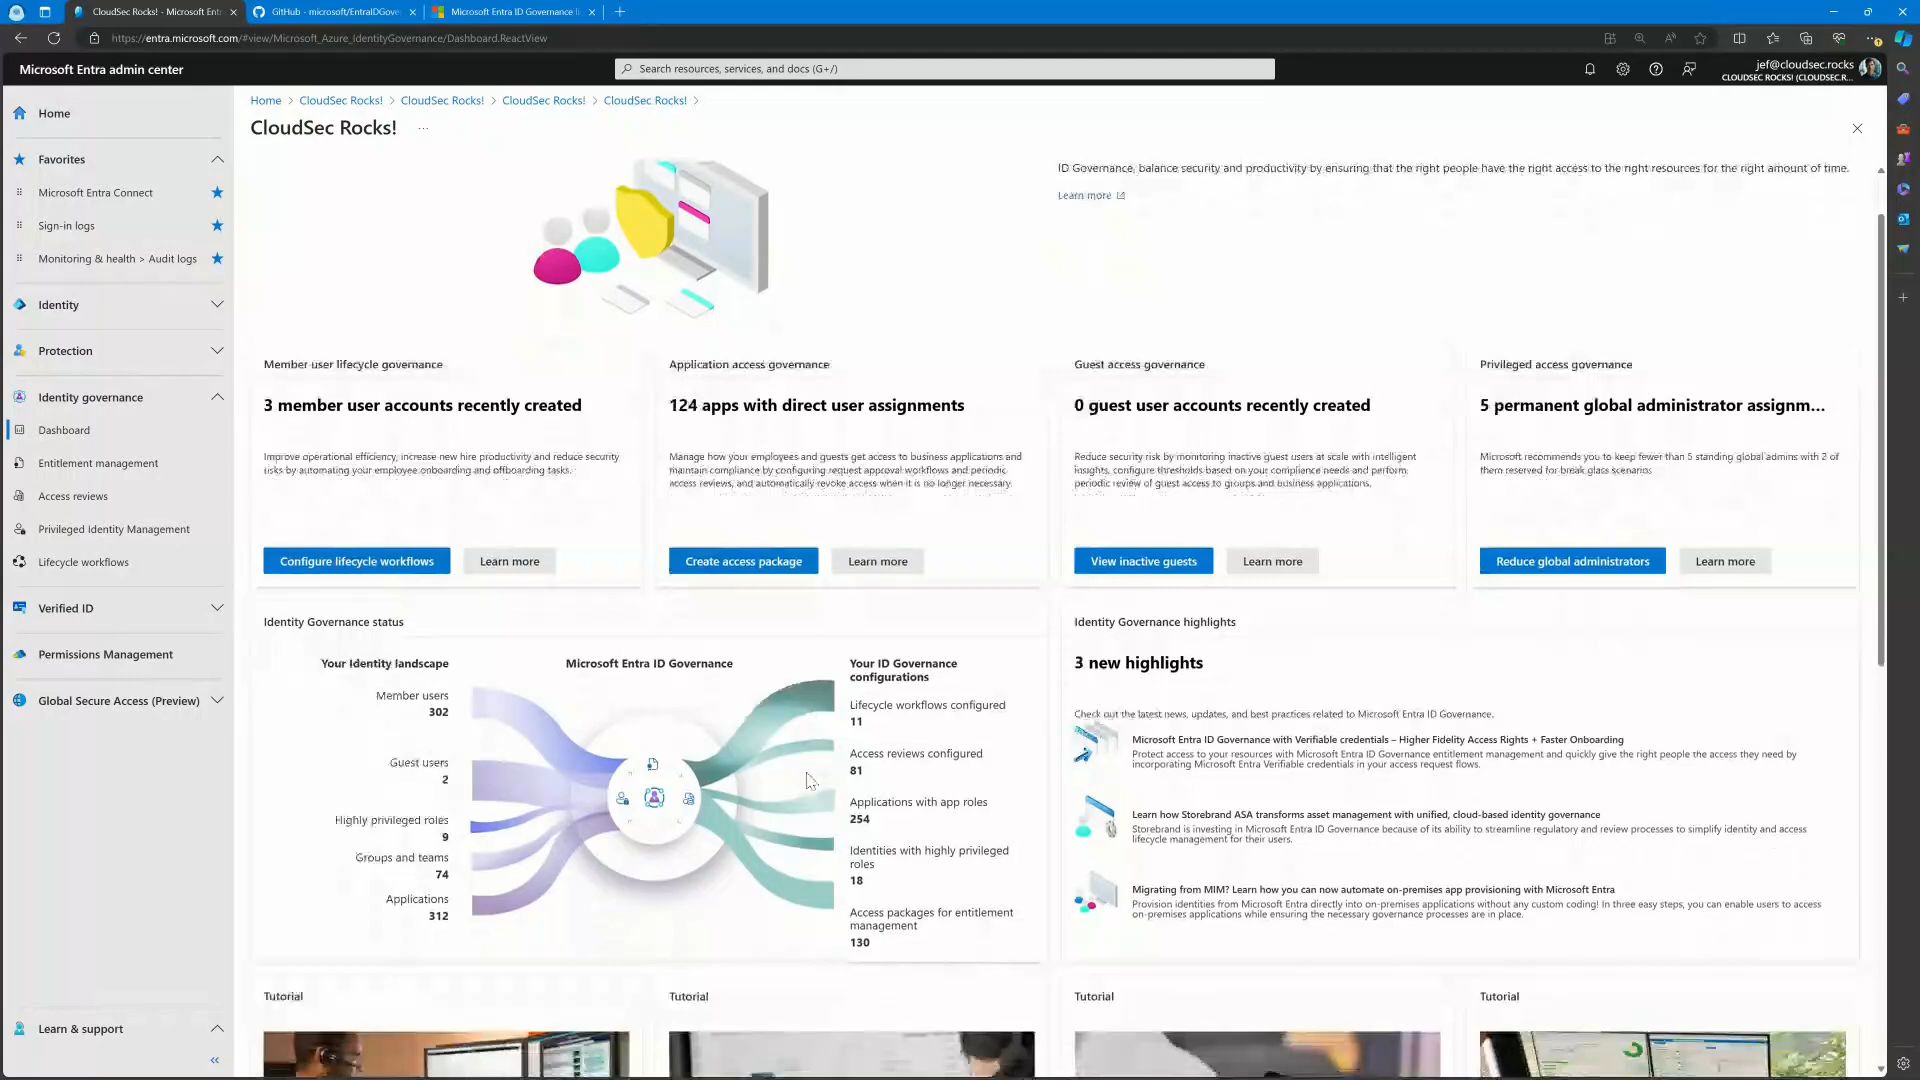 CloudSec Rocks! - Microsoft Ent
GitHub - microsoft/EntraIDGove
Microsoft Entra ID Governance li
https://entra.microsoft.com/#view/Microsoft_Azure_IdentityGovernance/Dashboard.ReactView
Microsoft Entra admin center
Search resources, services, and docs (G+/)
jef@cloudsec.rocks
CLOUDSEC ROCKS! (CLOUDSEC.R...
Home
Favorites
Microsoft Entra Connect
Sign-in logs
Monitoring & health > Audit logs
Identity
Protection
Identity governance
Dashboard
Entitlement management
Access reviews
Privileged Identity Management
Lifecycle workflows
Verified ID
Permissions Management
Global Secure Access (Preview)
Learn & support
Home > CloudSec Rocks! > CloudSec Rocks! > CloudSec Rocks! > CloudSec Rocks! >
CloudSec Rocks! ...
ID Governance, balance security and productivity by ensuring that the right people have the right access to the right resources for the right amount of time.
Learn more
Member user lifecycle governance
3 member user accounts recently created
Improve operational efficiency, increase new hire productivity and reduce security
risks by automating your employee onboarding and offboarding tasks.
Configure lifecycle workflows
Learn more
Application access governance
124 apps with direct user assignments
Manage how your employees and guests get access to business applications and
maintain compliance by configuring request approval workflows and periodic
access reviews, and automatically revoke access when it is no longer necessary.
Create access package
Learn more
Guest access governance
0 guest user accounts recently created
Reduce security risk by monitoring inactive guest users at scale with intelligent
insights, configure thresholds based on your compliance needs and perform
periodic review of guest access to groups and business applications.
View inactive guests
Learn more
Privileged access governance
5 permanent global administrator assignm...
Microsoft recommends you to keep fewer than 5 standing global admins with 2 of
them reserved for break glass scenarios
Reduce global administrators
Learn more
Identity Governance status
Your Identity landscape
Member users
302
Guest users
2
Highly privileged roles
9
Groups and teams
74
Applications
312
Microsoft Entra ID Governance
Your ID Governance
configurations
Lifecycle workflows configured
11
Access reviews configured
81
Applications with app roles
254
Identities with highly privileged
roles
18
Access packages for entitlement
management
130
Identity Governance highlights
3 new highlights
Check out the latest news, updates, and best practices related to Microsoft Entra ID Governance.
Microsoft Entra ID Governance with Verifiable credentials – Higher Fidelity Access Rights + Faster Onboarding
Protect access to your resources with Microsoft Entra ID Governance entitlement management and quickly give the right people the access they need by
incorporating Microsoft Entra Verifiable credentials in your access request flows.
Learn how Storebrand ASA transforms asset management with unified, cloud-based identity governance
Storebrand is investing in Microsoft Entra ID Governance because of its ability to streamline regulatory and review processes to simplify identity and access
lifecycle management for their users.
Migrating from MIM? Learn how you can now automate on-premises app provisioning with Microsoft Entra
Provision identities from Microsoft Entra directly into on-premises applications without any custom coding! In three easy steps, you can enable users to access
on-premises applications while ensuring the necessary governance processes are in place.
Tutorial
Tutorial
Tutorial
Tutorial